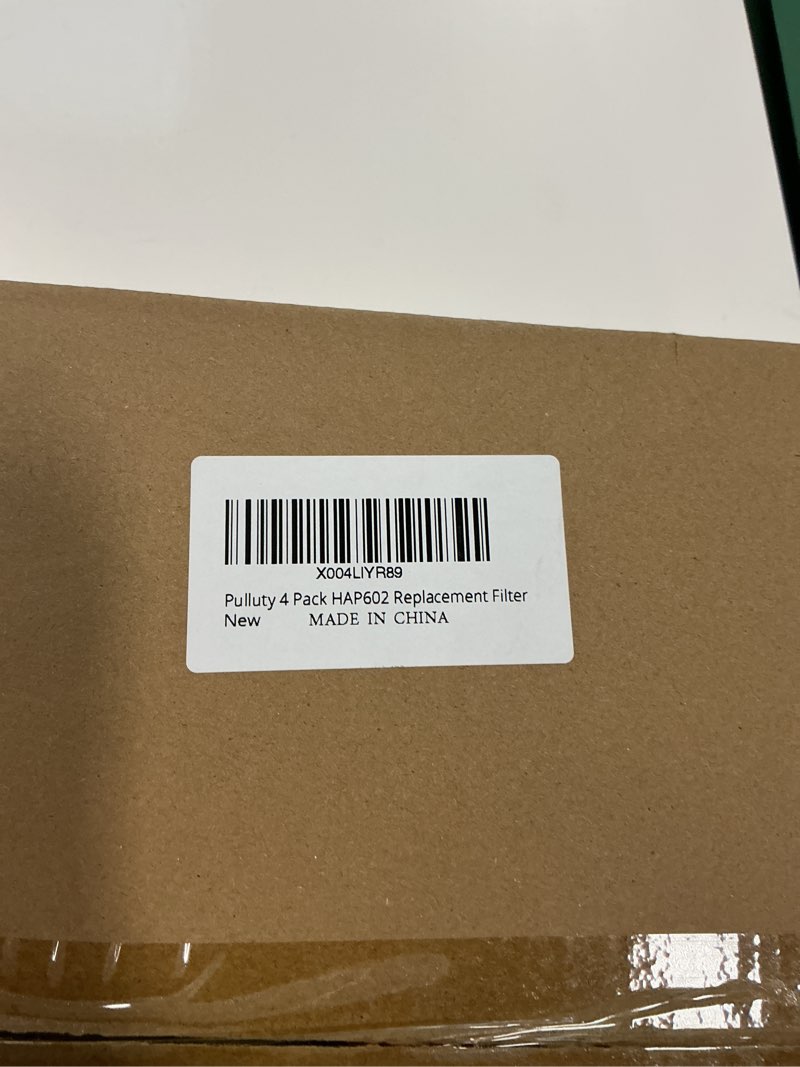 X004LIYR89
Pulluty 4 Pack HAP602 Replacement Filter
New MADE IN CHINA